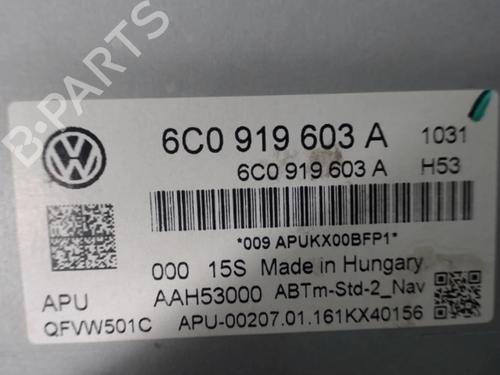 B-PARTS
6C0 919 603 A 1031
6C0 919 603 A H53
*009 APUKX00BFP1*
000 15S Made in Hungary
APU AAH53000 ABTm-Std-2_Nav
QFVW501C APU-00207.01.161KX40156